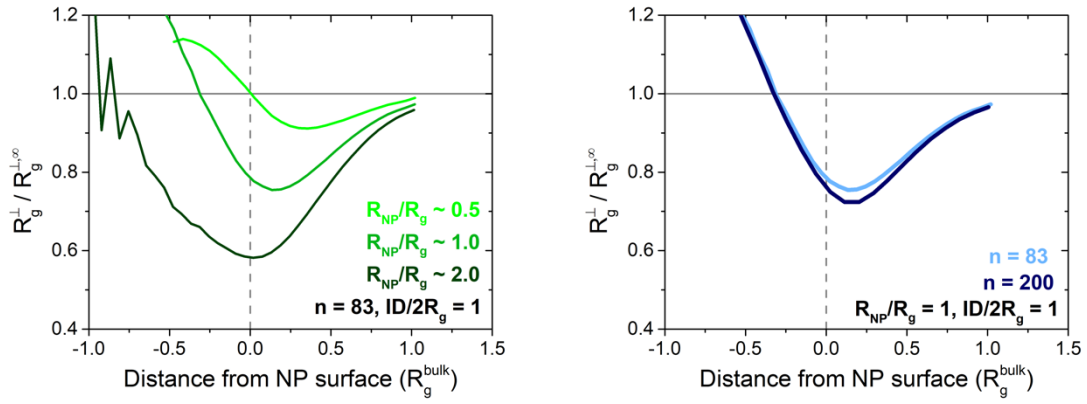 1.2
1.0
0.8
0.6
0.4
R_g^⊥ / R_g^{⊥,∞}
R_NP/R_g ~ 0.5
R_NP/R_g ~ 1.0
R_NP/R_g ~ 2.0
n = 83, ID/2R_g = 1
-1.0 -0.5 0.0 0.5 1.0 1.5
Distance from NP surface (R_g^bulk)
1.2
1.0
0.8
0.6
0.4
R_g^⊥ / R_g^{⊥,∞}
n = 83
n = 200
R_NP/R_g = 1, ID/2R_g = 1
-1.0 -0.5 0.0 0.5 1.0 1.5
Distance from NP surface (R_g^bulk)